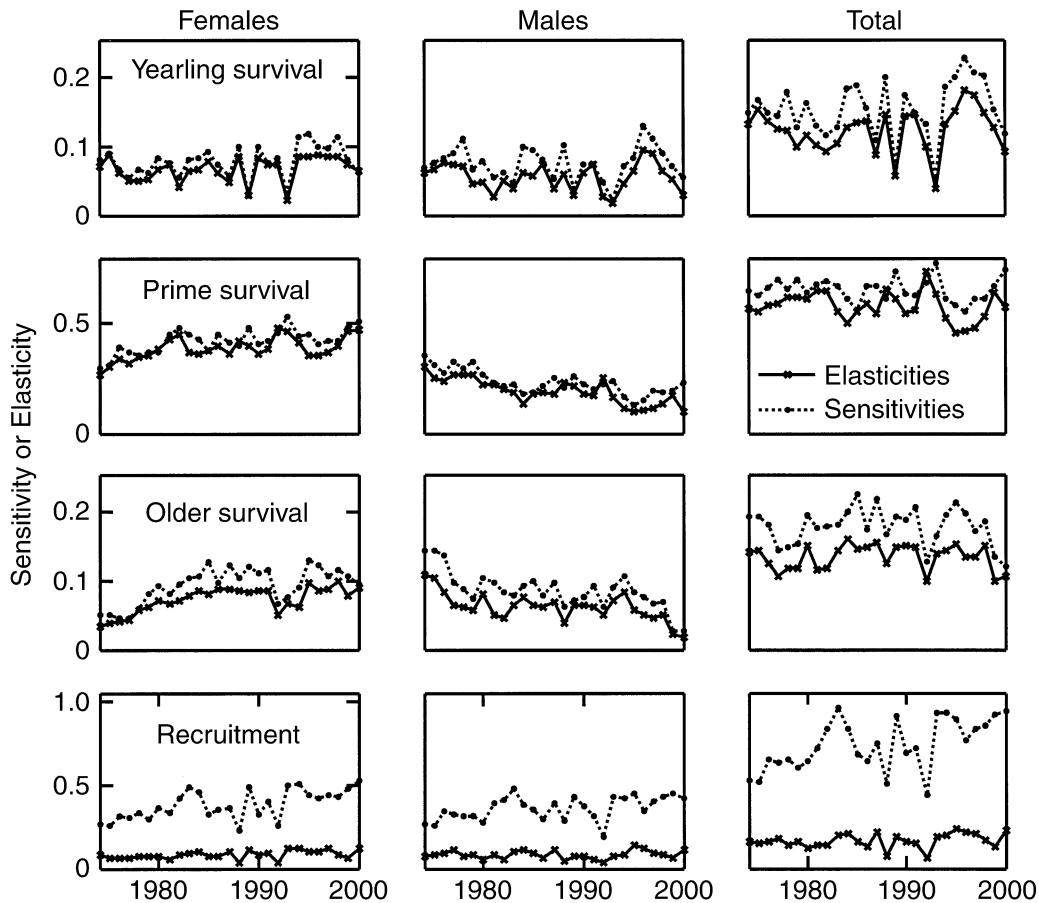 Females Males Total
Yearling survival
0.2
0.1
0
Prime survival
0.5
0
Elasticities
Sensitivities
Sensitivity or Elasticity
Older survival
0.2
0.1
0
Recruitment
1.0
0.5
0
1980 1990 2000 1980 1990 2000 1980 1990 2000